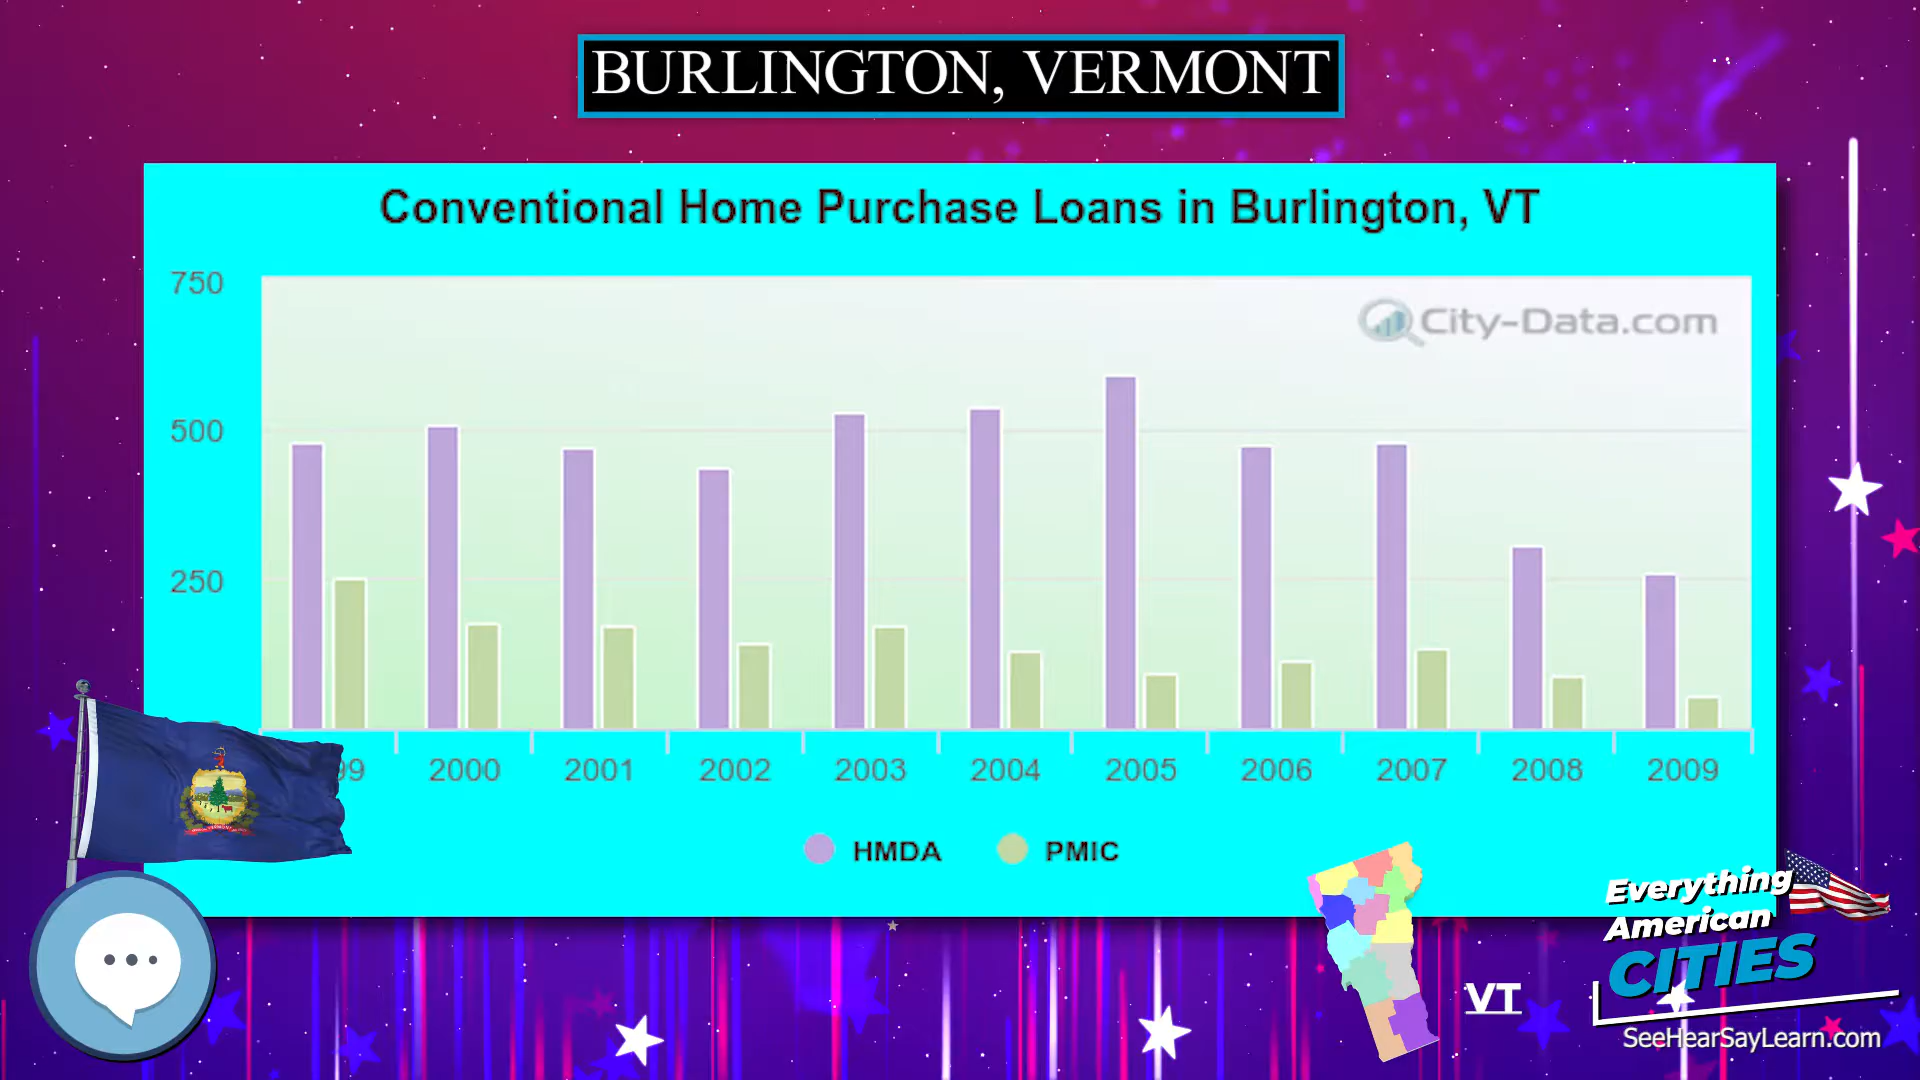 BURLINGTON, VERMONT
Conventional Home Purchase Loans in Burlington, VT
750
City-Data.com
500
250
99 2000 2001 2002 2003 2004 2005 2006 2007 2008 2009
HMDA PMIC
Everything
American
CITIES
VT
SeeHearSayLearn.com